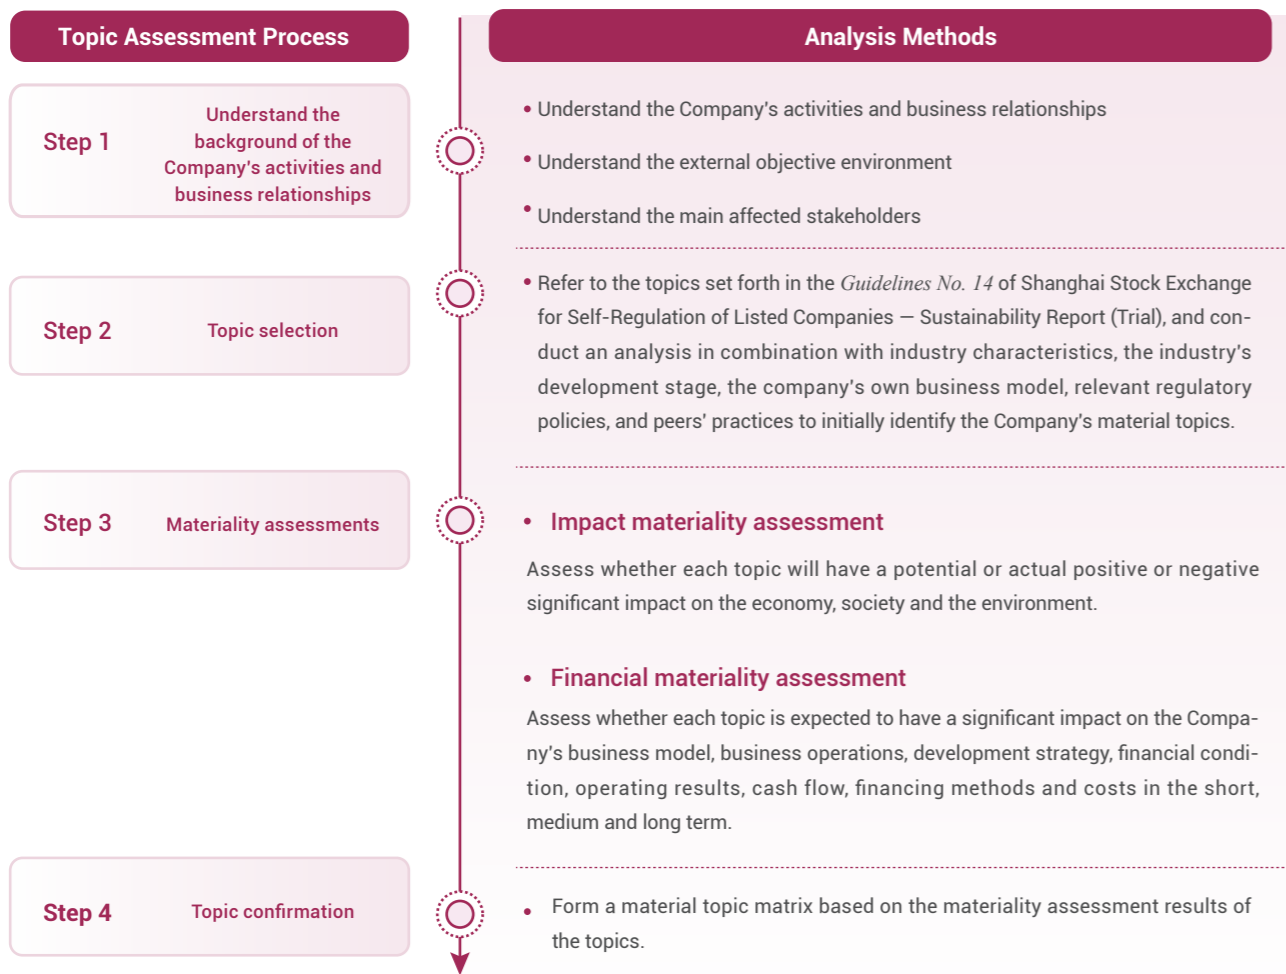 Topic Assessment Process
Analysis Methods
Step 1
Understand the
background of the
Company's activities and
business relationships
• Understand the Company's activities and business relationships
• Understand the external objective environment
• Understand the main affected stakeholders
Step 2
Topic selection
• Refer to the topics set forth in the Guidelines No. 14 of Shanghai Stock Exchange
for Self-Regulation of Listed Companies — Sustainability Report (Trial), and con-
duct an analysis in combination with industry characteristics, the industry's
development stage, the company's own business model, relevant regulatory
policies, and peers' practices to initially identify the Company's material topics.
Step 3
Materiality assessments
• Impact materiality assessment
Assess whether each topic will have a potential or actual positive or negative
significant impact on the economy, society and the environment.
• Financial materiality assessment
Assess whether each topic is expected to have a significant impact on the Compa-
ny's business model, business operations, development strategy, financial condi-
tion, operating results, cash flow, financing methods and costs in the short,
medium and long term.
Step 4
Topic confirmation
• Form a material topic matrix based on the materiality assessment results of
the topics.